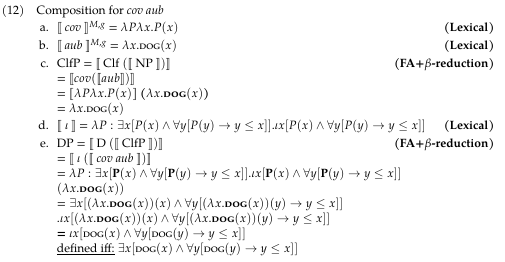 (12) Composition for cov aub
a. ⟦ cov ⟧ᴹ,ᵍ = λPλx.P(x) (Lexical)
b. ⟦ aub ⟧ᴹ,ᵍ = λx.DOG(x) (Lexical)
c. ClfP = ⟦ Clf (⟦ NP ⟧)⟧ (FA+β-reduction)
= ⟦cov(⟦aub⟧)⟧
= [λPλx.P(x)] (λx.DOG(x))
= λx.DOG(x)
d. ⟦ ι ⟧ = λP : ∃x[P(x) ∧ ∀y[P(y) → y ≤ x]].ιx[P(x) ∧ ∀y[P(y) → y ≤ x]] (Lexical)
e. DP = ⟦ D (⟦ ClfP ⟧)⟧ (FA+β-reduction)
= ⟦ ι (⟦ cov aub ⟧)⟧
= λP : ∃x[P(x) ∧ ∀y[P(y) → y ≤ x]].ιx[P(x) ∧ ∀y[P(y) → y ≤ x]]
(λx.DOG(x))
= ∃x[(λx.DOG(x))(x) ∧ ∀y[(λx.DOG(x))(y) → y ≤ x]]
.ιx[(λx.DOG(x))(x) ∧ ∀y[(λx.DOG(x))(y) → y ≤ x]]
= ιx[DOG(x) ∧ ∀y[DOG(y) → y ≤ x]]
defined iff: ∃x[DOG(x) ∧ ∀y[DOG(y) → y ≤ x]]